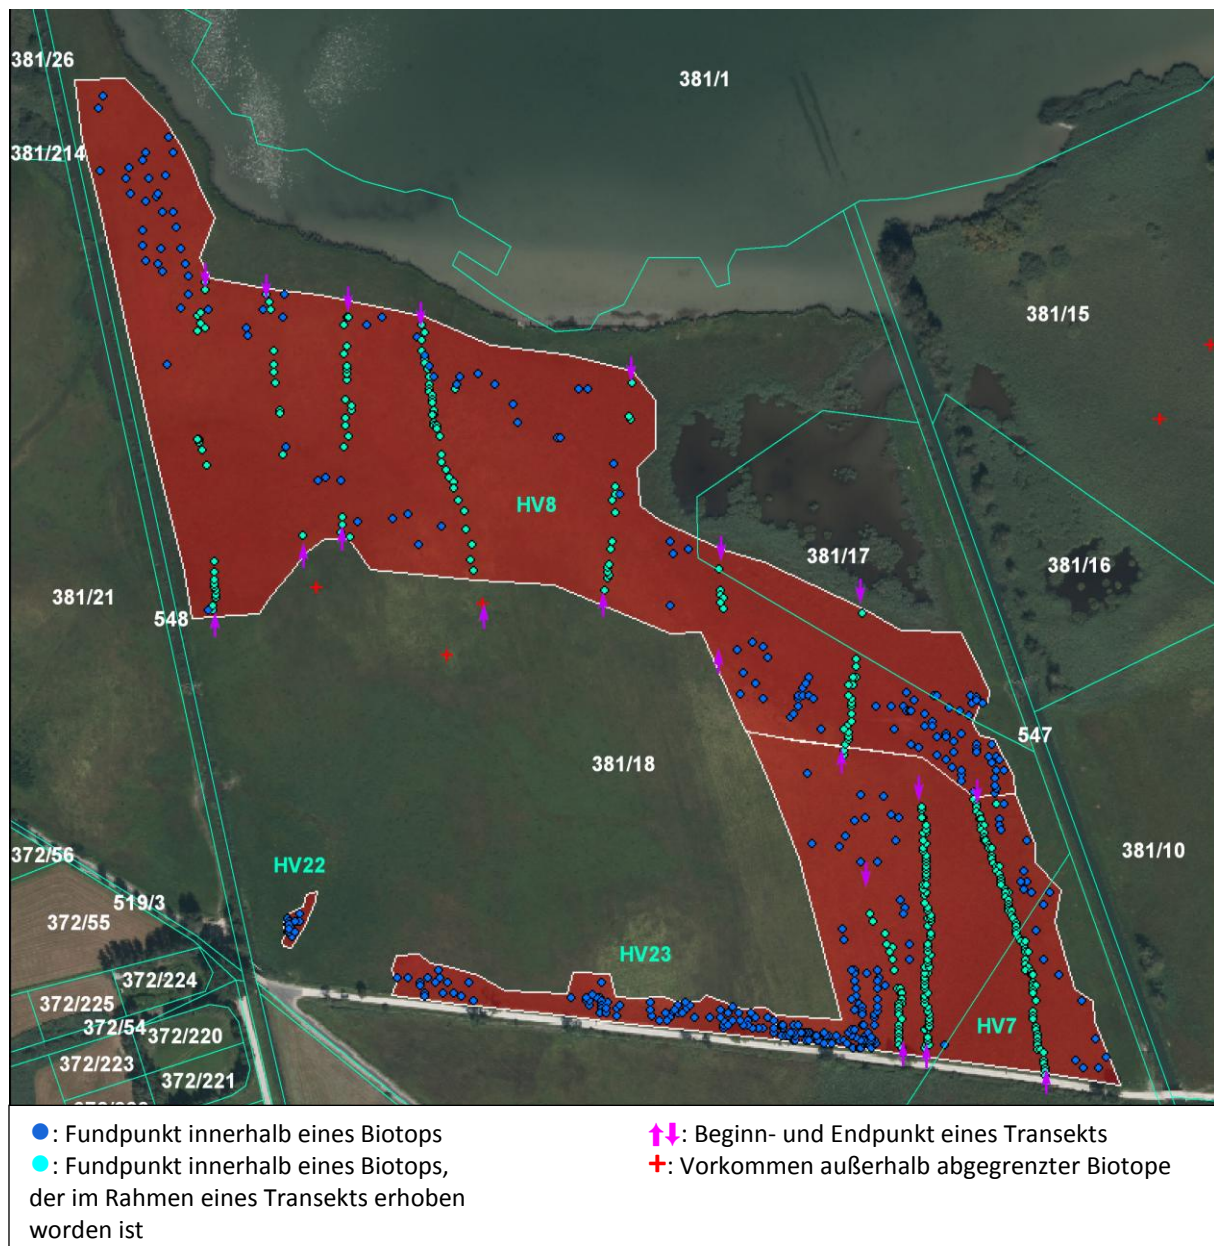 381/26
381/1
381/214
381/15
HV8
381/17
381/16
381/21
548
547
381/18
372/56
HV22
381/10
519/3
372/55
HV23
372/224
372/225
372/54
372/220
HV7
372/223
372/221
: Fundpunkt innerhalb eines Biotops
: Fundpunkt innerhalb eines Biotops,
der im Rahmen eines Transekts erhoben
worden ist
: Beginn- und Endpunkt eines Transekts
: Vorkommen außerhalb abgegrenzter Biotope